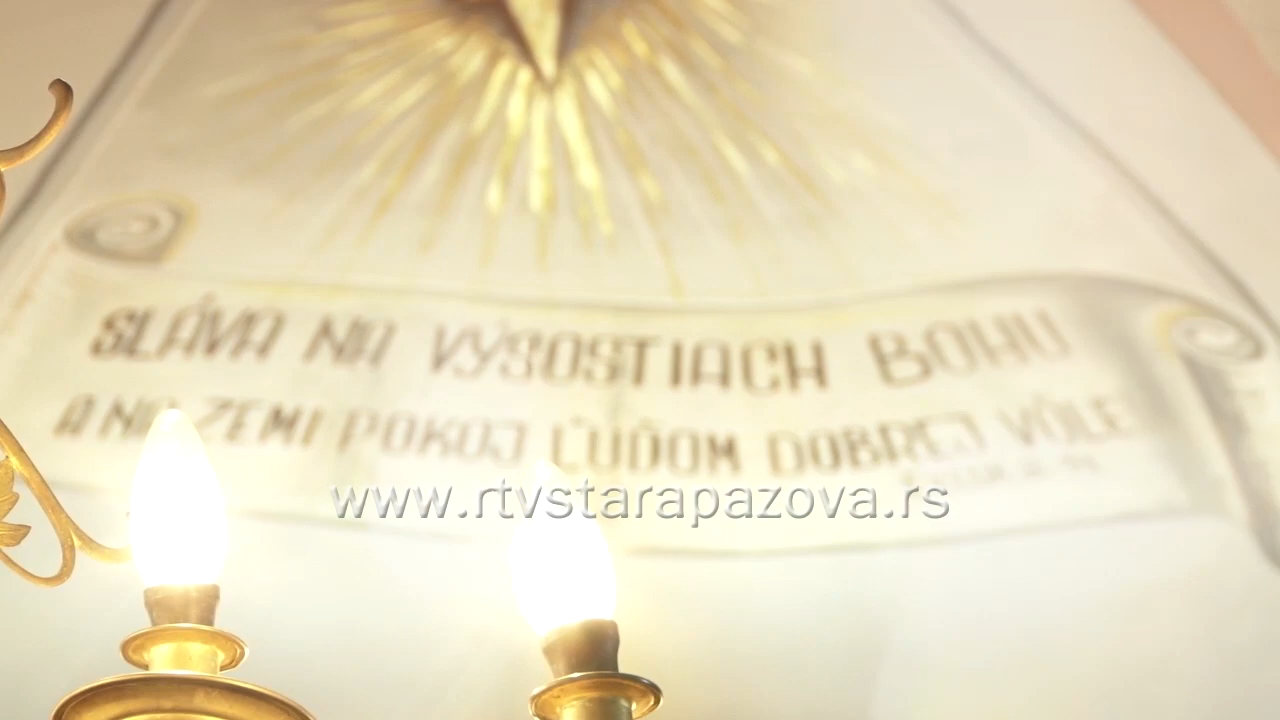 SLÁVA NA VÝSOSTIACH BOHU
A NA ZEMI POKOJ ĽUĎOM DOBREJ VÔLE
www.rtvstarapazova.rs